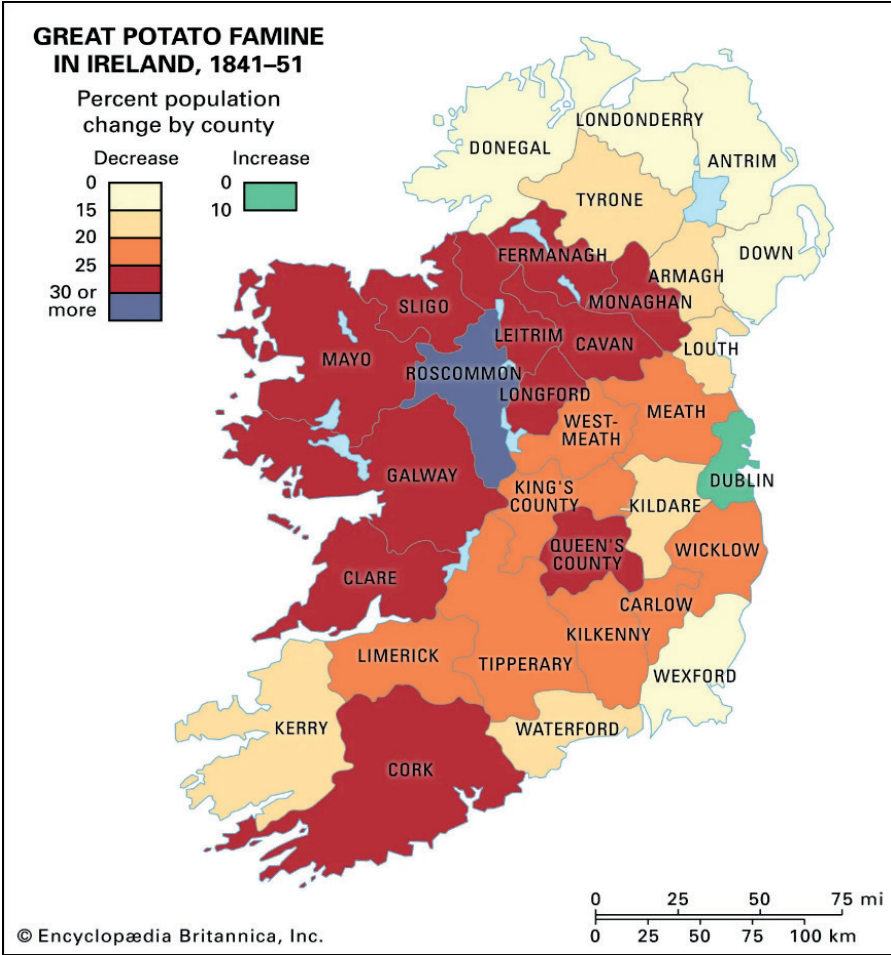 GREAT POTATO FAMINE
IN IRELAND, 1841–51
Percent population
change by county
Decrease
Increase
0
15
20
25
30 or
more
0
10
DONEGAL
LONDONDERRY
ANTRIM
TYRONE
DOWN
FERMANAGH
ARMAGH
MONAGHAN
SLIGO
LEITRIM
CAVAN
LOUTH
MAYO
ROSCOMMON
LONGFORD
MEATH
WEST-
MEATH
GALWAY
DUBLIN
KING'S
COUNTY
KILDARE
QUEEN'S
COUNTY
WICKLOW
CLARE
CARLOW
KILKENNY
LIMERICK
TIPPERARY
WEXFORD
KERRY
WATERFORD
CORK
0 25 50 75 mi
0 25 50 75 100 km
© Encyclopædia Britannica, Inc.